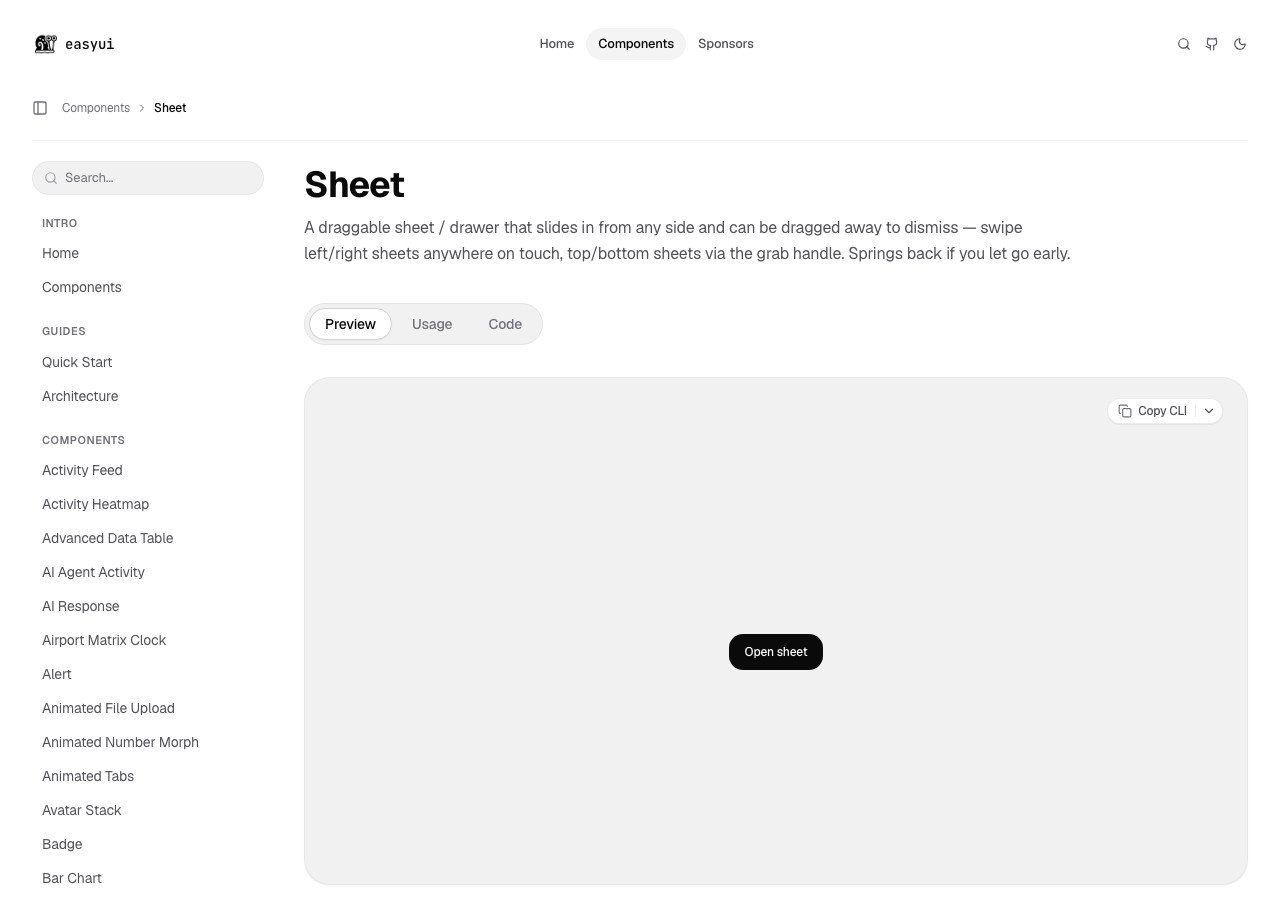 easyui
Home
Components
Sponsors
Components
Sheet
Search...
INTRO
Home
Components
GUIDES
Quick Start
Architecture
COMPONENTS
Activity Feed
Activity Heatmap
Advanced Data Table
AI Agent Activity
AI Response
Airport Matrix Clock
Alert
Animated File Upload
Animated Number Morph
Animated Tabs
Avatar Stack
Badge
Bar Chart
Sheet
A draggable sheet / drawer that slides in from any side and can be dragged away to dismiss — swipe
left/right sheets anywhere on touch, top/bottom sheets via the grab handle. Springs back if you let go early.
Preview
Usage
Code
Copy CLI
Open sheet